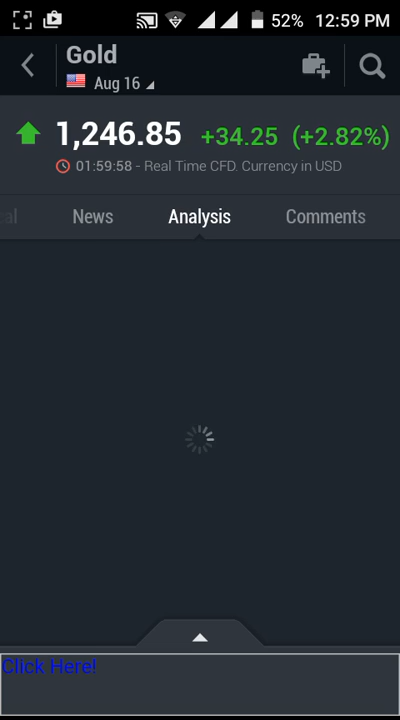 52% 12:59 PM
Gold
Aug 16
1,246.85 +34.25 (+2.82%)
01:59:58 - Real Time CFD. Currency in USD
News Analysis Comments
Click Here!